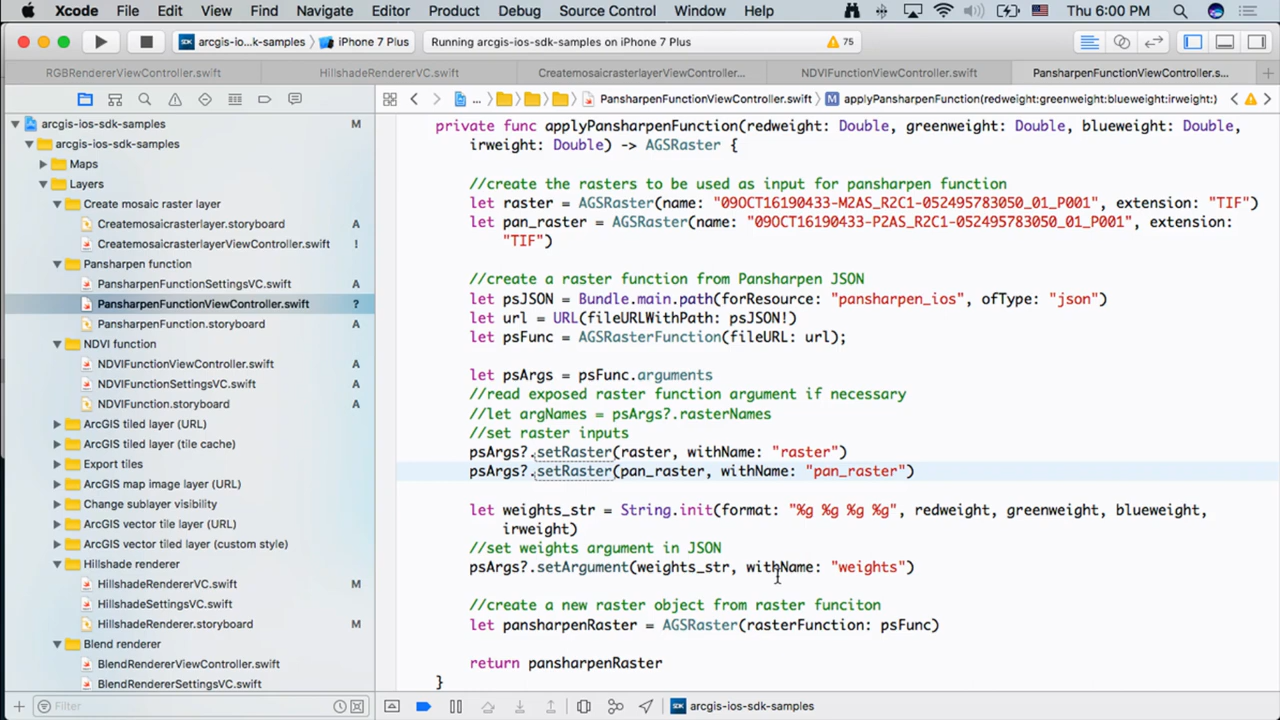 Xcode File Edit View Find Navigate Editor Product Debug Source Control Window Help Thu 6:00 PM
arcgis-io...k-samples iPhone 7 Plus Running arcgis-ios-sdk-samples on iPhone 7 Plus 75
RGBRendererViewController.swift HillshadeRendererVC.swift CreatemosaicrasterlayerViewController... NDVIFunctionViewController.swift PansharpenFunctionViewController.s...
... PansharpenFunctionViewController.swift M applyPansharpenFunction(redweight:greenweight:blueweight:irweight:)
arcgis-ios-sdk-samples M
arcgis-ios-sdk-samples
Maps
Layers
Create mosaic raster layer
Createmosaicrasterlayer.storyboard A
CreatemosaicrasterlayerViewController.swift !
Pansharpen function
PansharpenFunctionSettingsVC.swift A
PansharpenFunctionViewController.swift ?
PansharpenFunction.storyboard A
NDVI function
NDVIFunctionViewController.swift A
NDVIFunctionSettingsVC.swift A
NDVIFunction.storyboard A
ArcGIS tiled layer (URL)
ArcGIS tiled layer (tile cache)
Export tiles
ArcGIS map image layer (URL)
Change sublayer visibility
ArcGIS vector tile layer (URL)
ArcGIS vector tiled layer (custom style)
Hillshade renderer
HillshadeRendererVC.swift M
HillshadeSettingsVC.swift
HillshadeRenderer.storyboard M
Blend renderer
BlendRendererViewController.swift
BlendRendererSettingsVC.swift
Filter
private func applyPansharpenFunction(redweight: Double, greenweight: Double, blueweight: Double,
irweight: Double) -> AGSRaster {
//create the rasters to be used as input for pansharpen function
let raster = AGSRaster(name: "09OCT16190433-M2AS_R2C1-052495783050_01_P001", extension: "TIF")
let pan_raster = AGSRaster(name: "09OCT16190433-P2AS_R2C1-052495783050_01_P001", extension:
"TIF")
//create a raster function from Pansharpen JSON
let psJSON = Bundle.main.path(forResource: "pansharpen_ios", ofType: "json")
let url = URL(fileURLWithPath: psJSON!)
let psFunc = AGSRasterFunction(fileURL: url);
let psArgs = psFunc.arguments
//read exposed raster function argument if necessary
//let argNames = psArgs?.rasterNames
//set raster inputs
psArgs?.setRaster(raster, withName: "raster")
psArgs?.setRaster(pan_raster, withName: "pan_raster")
let weights_str = String.init(format: "%g %g %g %g", redweight, greenweight, blueweight,
irweight)
//set weights argument in JSON
psArgs?.setArgument(weights_str, withName: "weights")
//create a new raster object from raster funciton
let pansharpenRaster = AGSRaster(rasterFunction: psFunc)
return pansharpenRaster
}
SDK arcgis-ios-sdk-samples